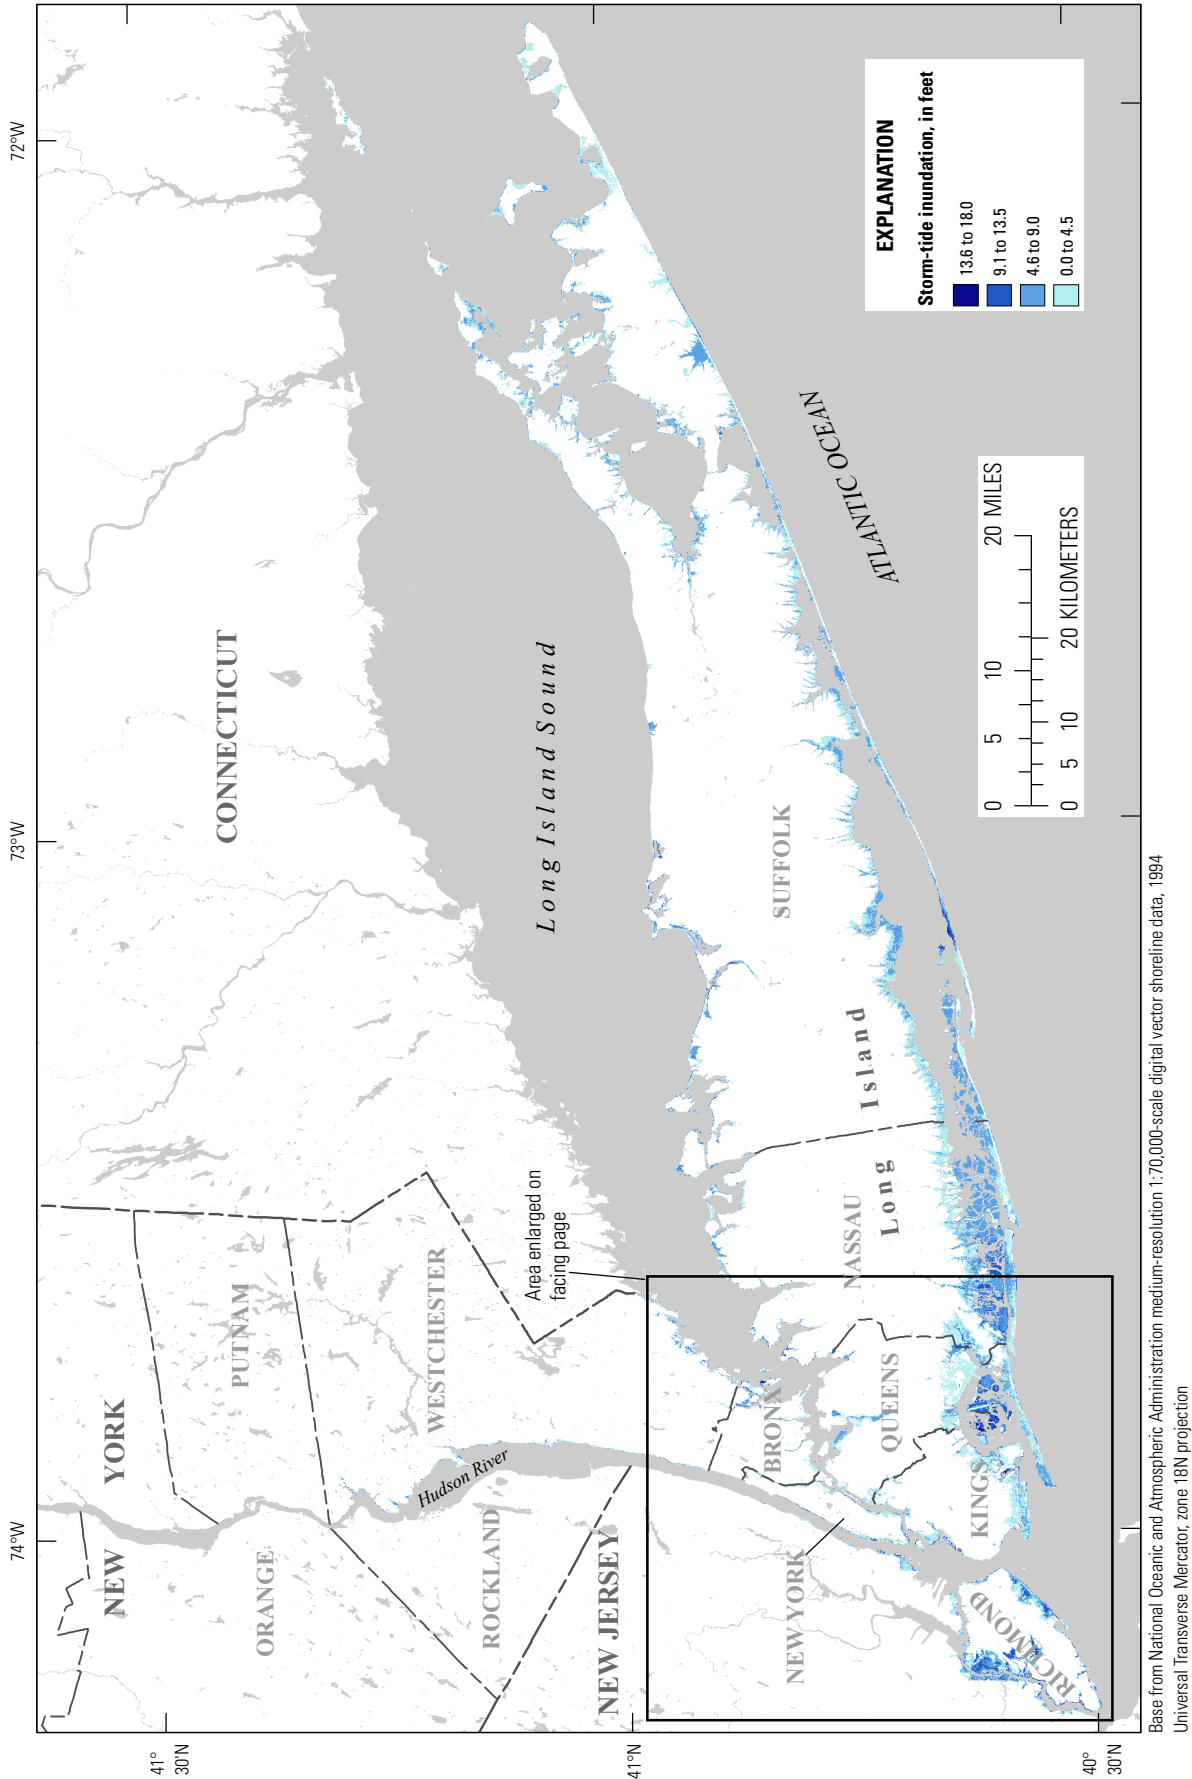 74°W
73°W
72°W
41°
30'N
41°N
40°
30'N
NEW YORK
CONNECTICUT
ORANGE
PUTNAM
WESTCHESTER
ROCKLAND
Hudson River
NEW JERSEY
Area enlarged on
facing page
Long Island Sound
NEW YORK
BRONX
QUEENS
KINGS
RICHMOND
NASSAU
SUFFOLK
Long Island
ATLANTIC OCEAN
EXPLANATION
Storm-tide inundation, in feet
13.6 to 18.0
9.1 to 13.5
4.6 to 9.0
0.0 to 4.5
0 5 10 20 MILES
0 5 10 20 KILOMETERS
Base from National Oceanic and Atmospheric Administration medium-resolution 1:70,000-scale digital vector shoreline data, 1994
Universal Transverse Mercator, zone 18N projection